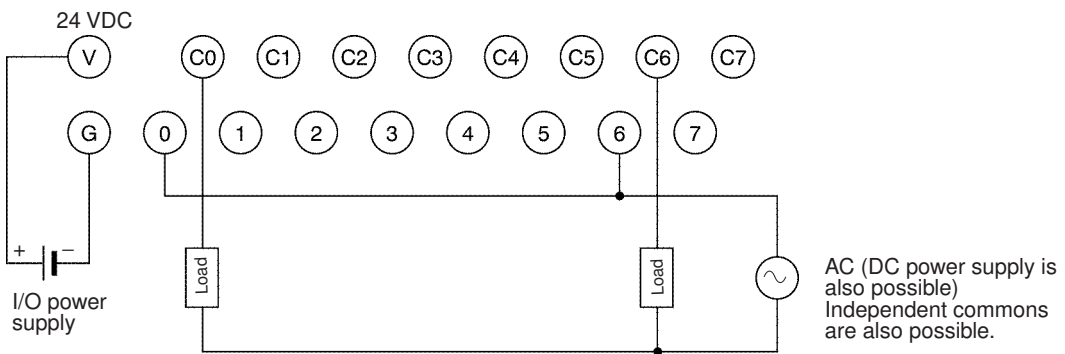 24 VDC
V C0 C1 C2 C3 C4 C5 C6 C7
G 0 1 2 3 4 5 6 7
+ −
I/O power
supply
Load
Load
AC (DC power supply is
also possible)
Independent commons
are also possible.